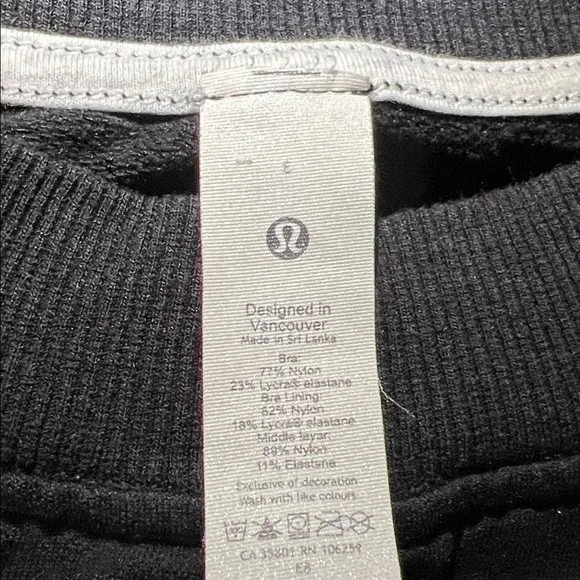 Designed in
Vancouver
Made in Sri Lanka
Bra:
77% Nylon
23% Lycra® elastane
Bra Lining:
82% Nylon
18% Lycra® elastane
Middle layer:
89% Nylon
11% Elastane
Exclusive of decoration
Wash with like colours
CA 35801 RN 106259